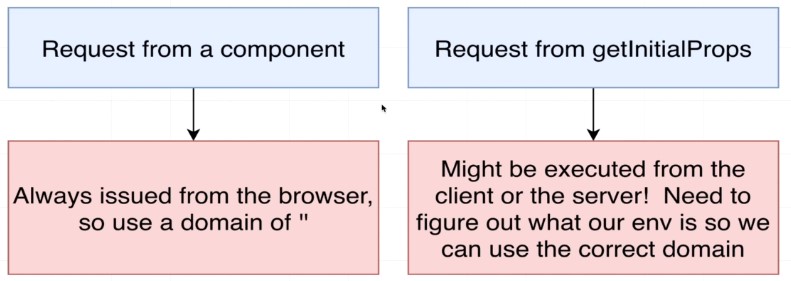 Request from a component
Request from getInitialProps
Always issued from the browser,
so use a domain of ''
Might be executed from the
client or the server!  Need to
figure out what our env is so we
can use the correct domain